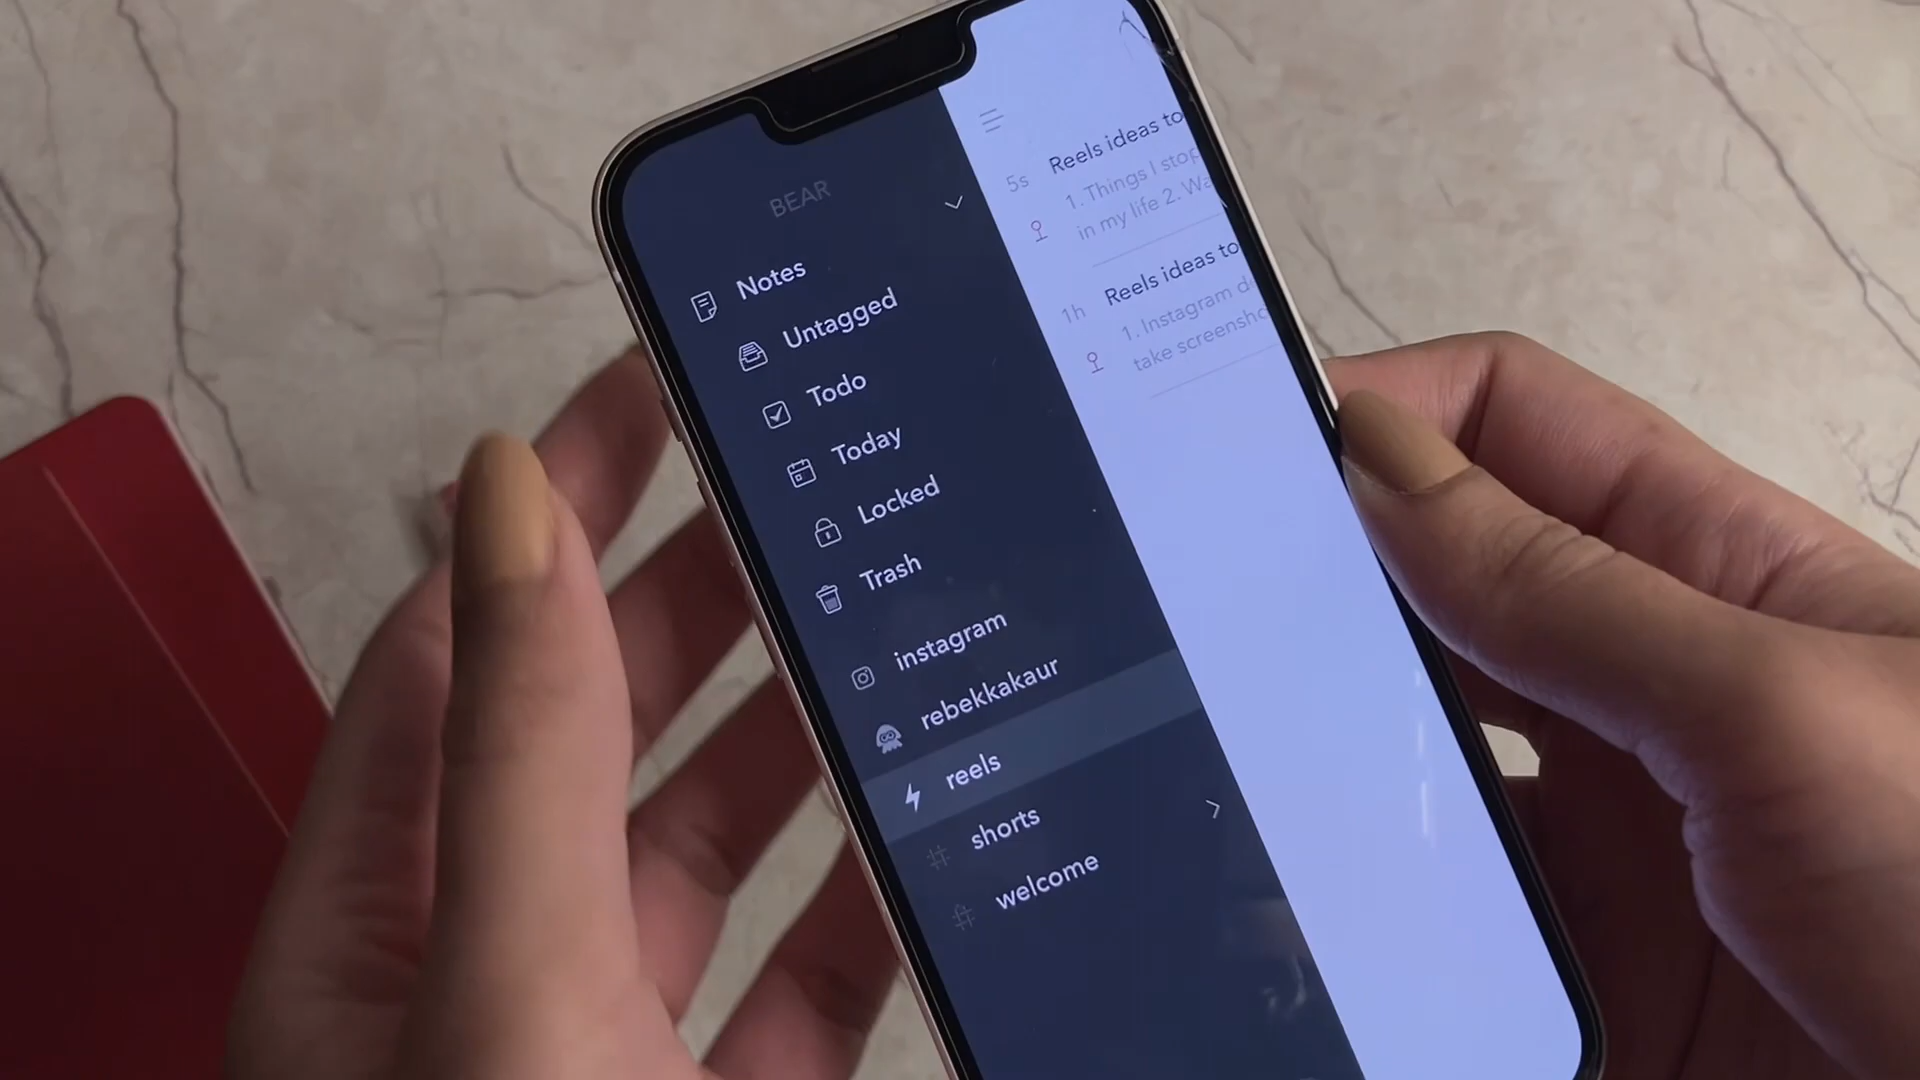 BEAR
Notes
Untagged
Todo
Today
Locked
Trash
instagram
rebekkakaur
reels
shorts
welcome
Reels ideas to
5s
1. Things I stop
in my life 2. Wa
Reels ideas to
1h
1. Instagram d
take screensho